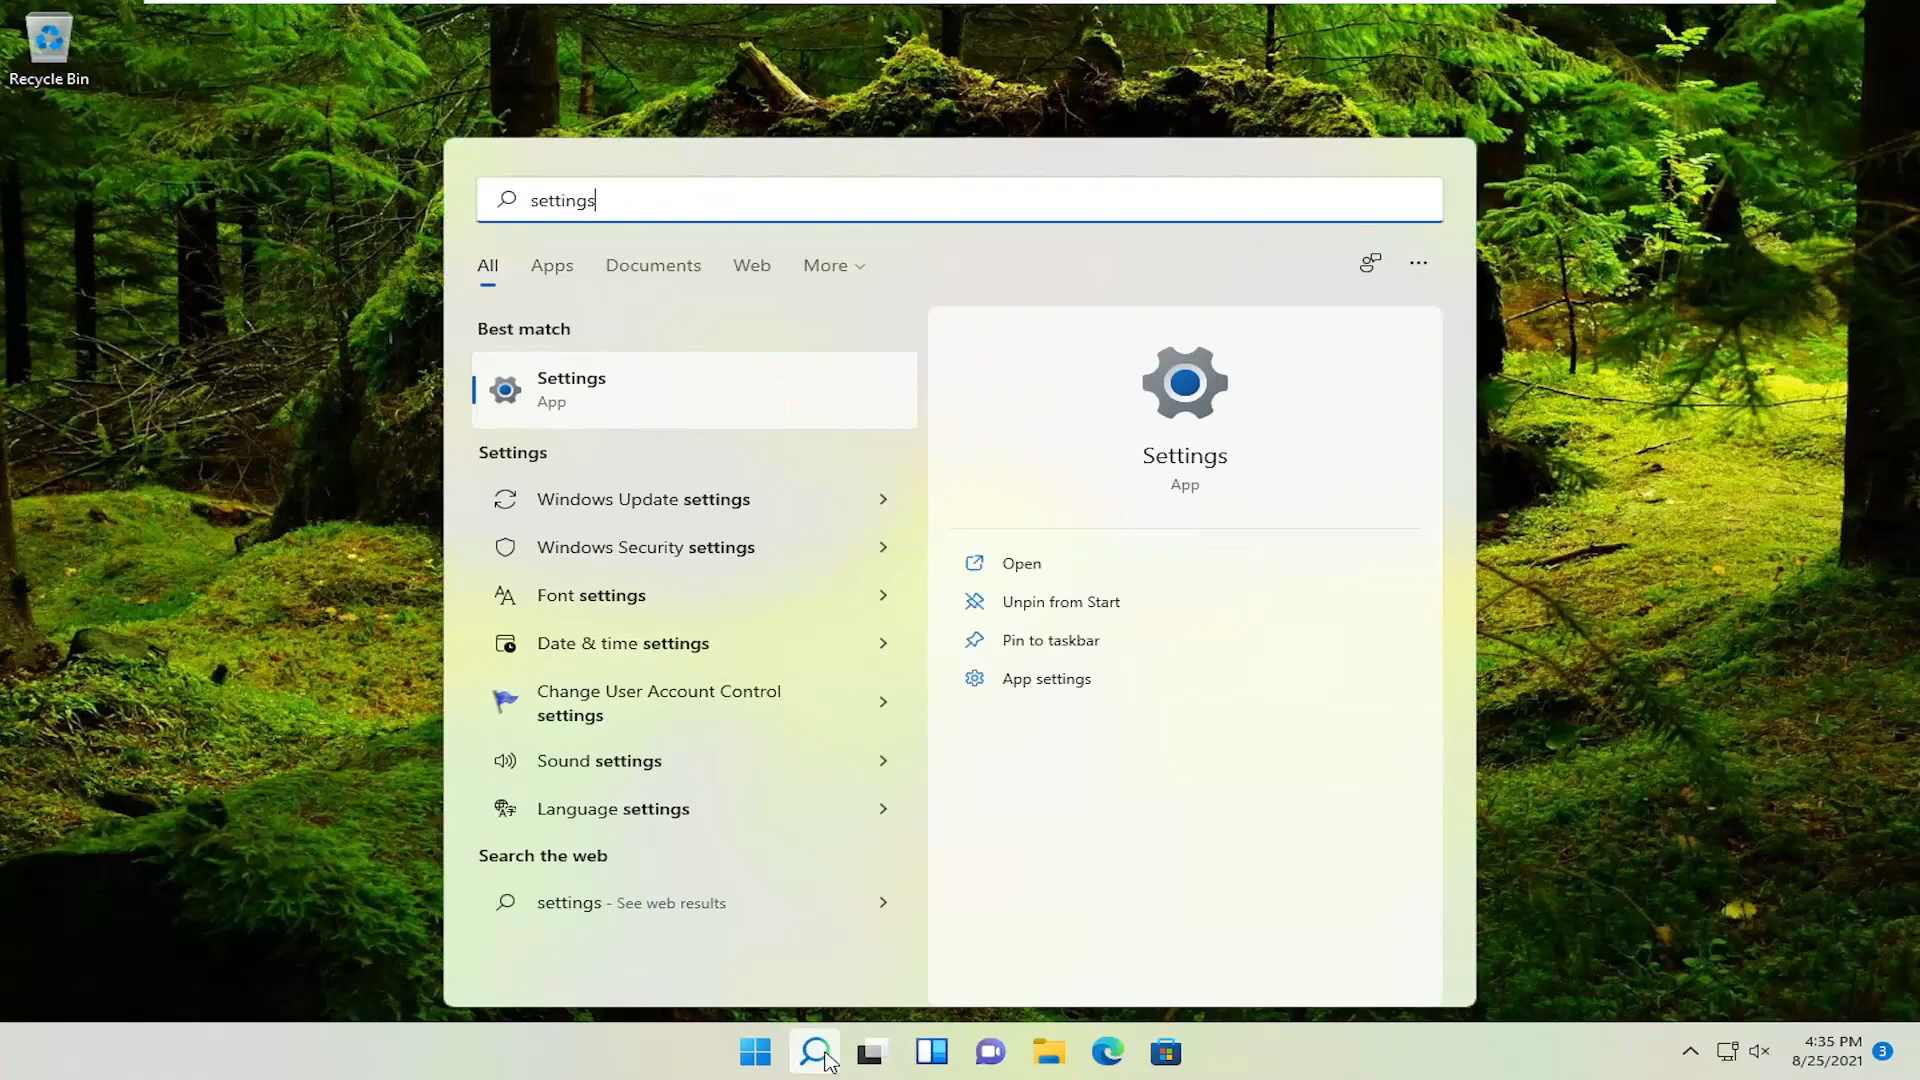 Recycle Bin
settings
All Apps Documents Web More
Best match
Settings
App
Settings
Windows Update settings
Windows Security settings
Font settings
Date & time settings
Change User Account Control
settings
Sound settings
Language settings
Search the web
settings - See web results
Settings
App
Open
Unpin from Start
Pin to taskbar
App settings
4:35 PM
8/25/2021
3